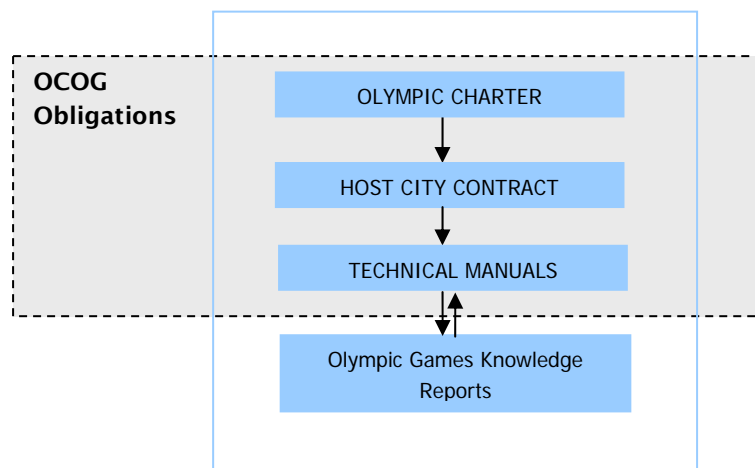 OCOG
Obligations
OLYMPIC CHARTER
HOST CITY CONTRACT
TECHNICAL MANUALS
Olympic Games Knowledge
Reports